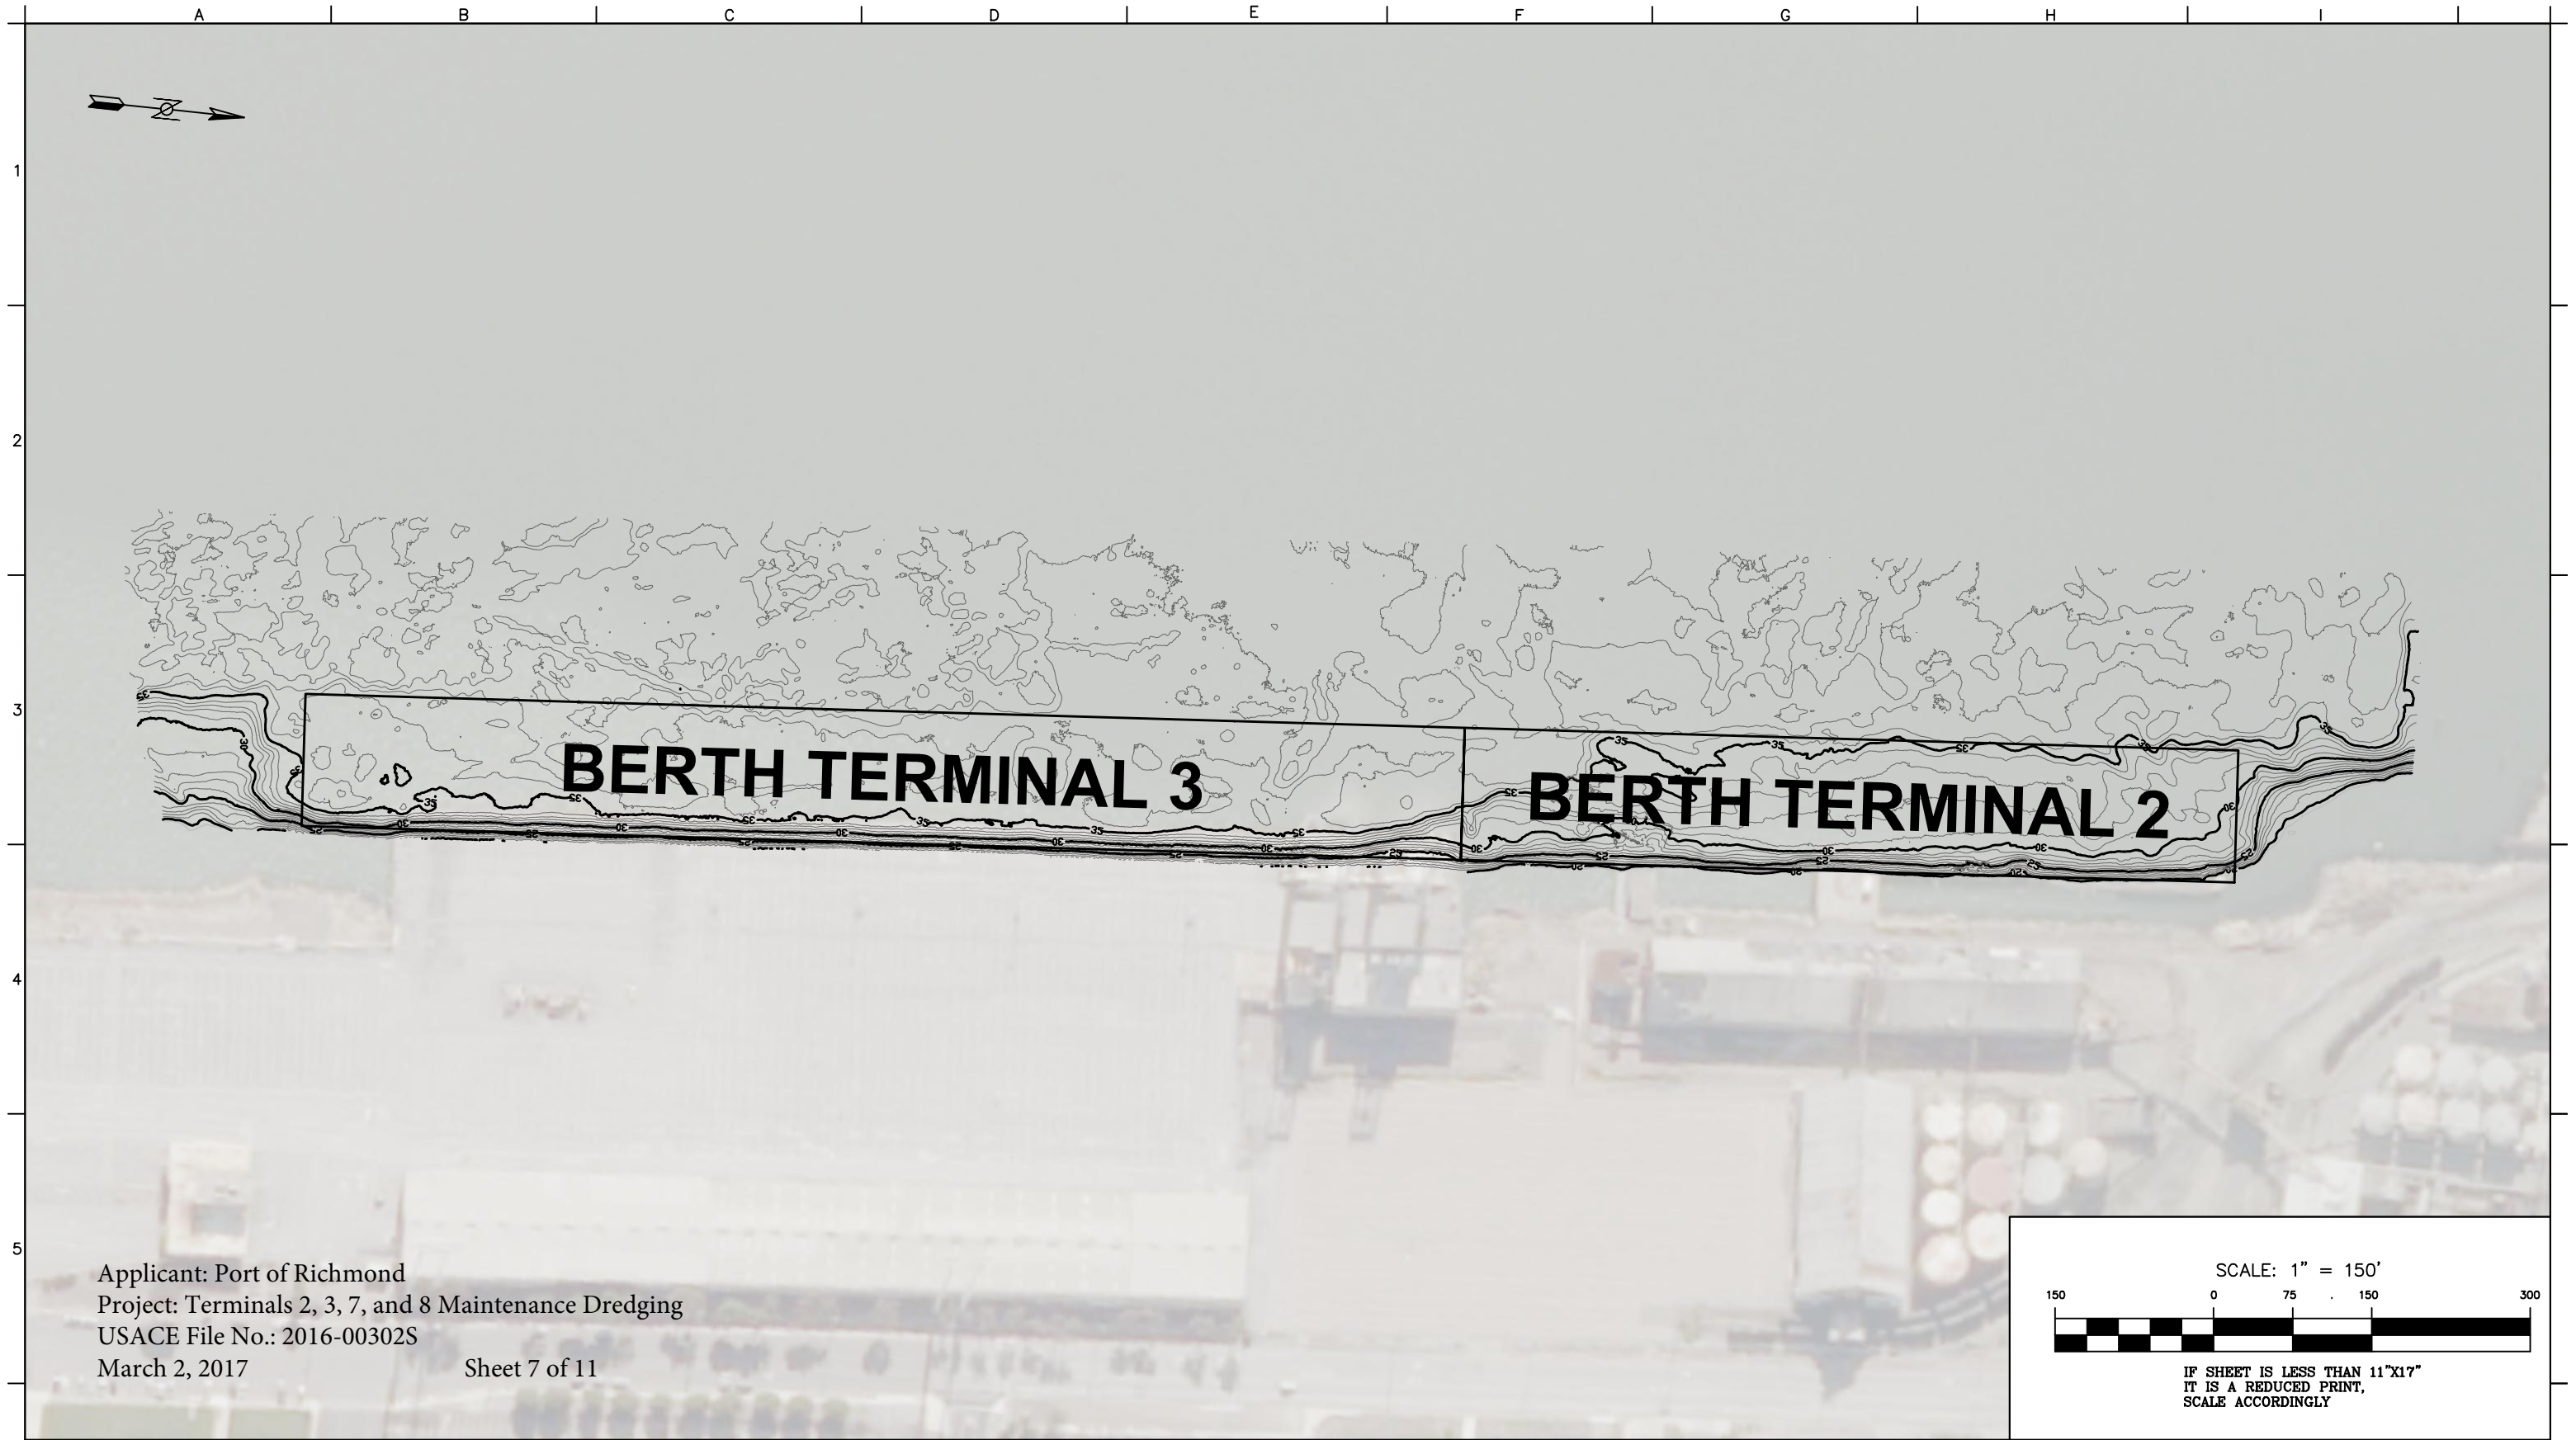 A B C D E F G H I
1
2
3
4
5
BERTH TERMINAL 3
BERTH TERMINAL 2
Applicant: Port of Richmond
Project: Terminals 2, 3, 7, and 8 Maintenance Dredging
USACE File No.: 2016-00302S
March 2, 2017 Sheet 7 of 11
SCALE: 1" = 150'
150 0 75 150 300
IF SHEET IS LESS THAN 11"X17"
IT IS A REDUCED PRINT,
SCALE ACCORDINGLY